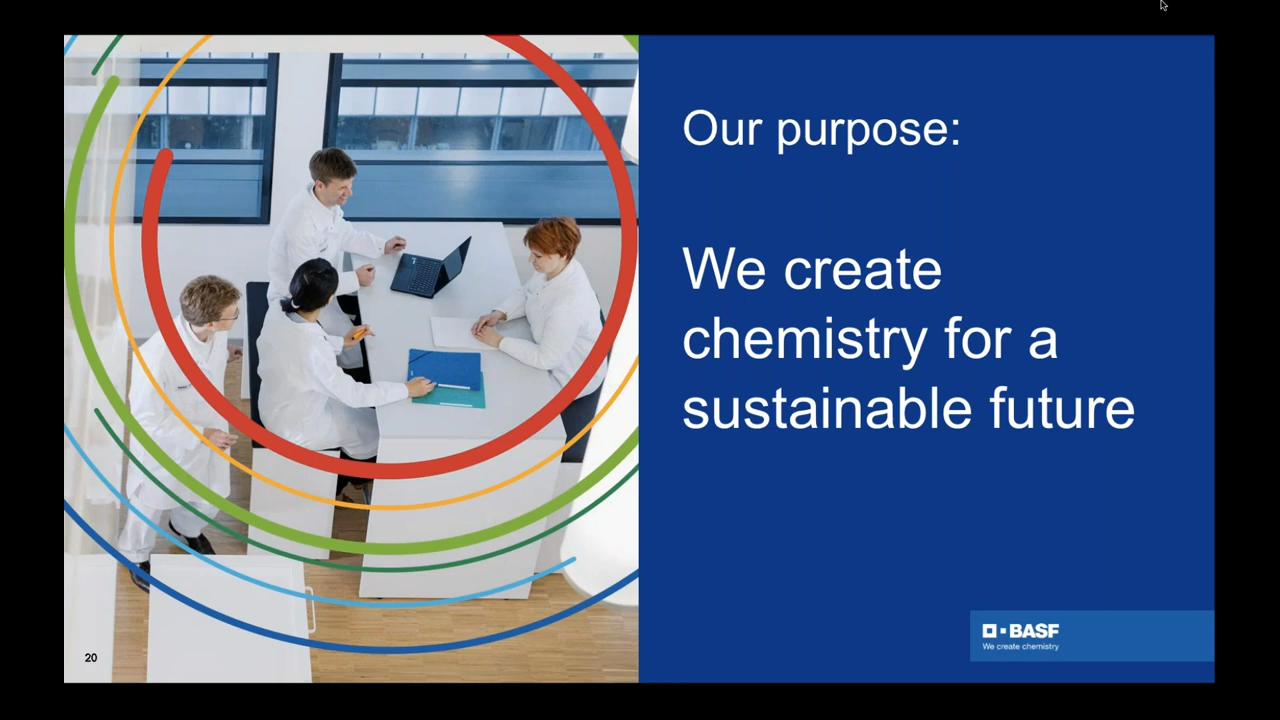 Our purpose:
We create
chemistry for a
sustainable future
BASF
We create chemistry
20